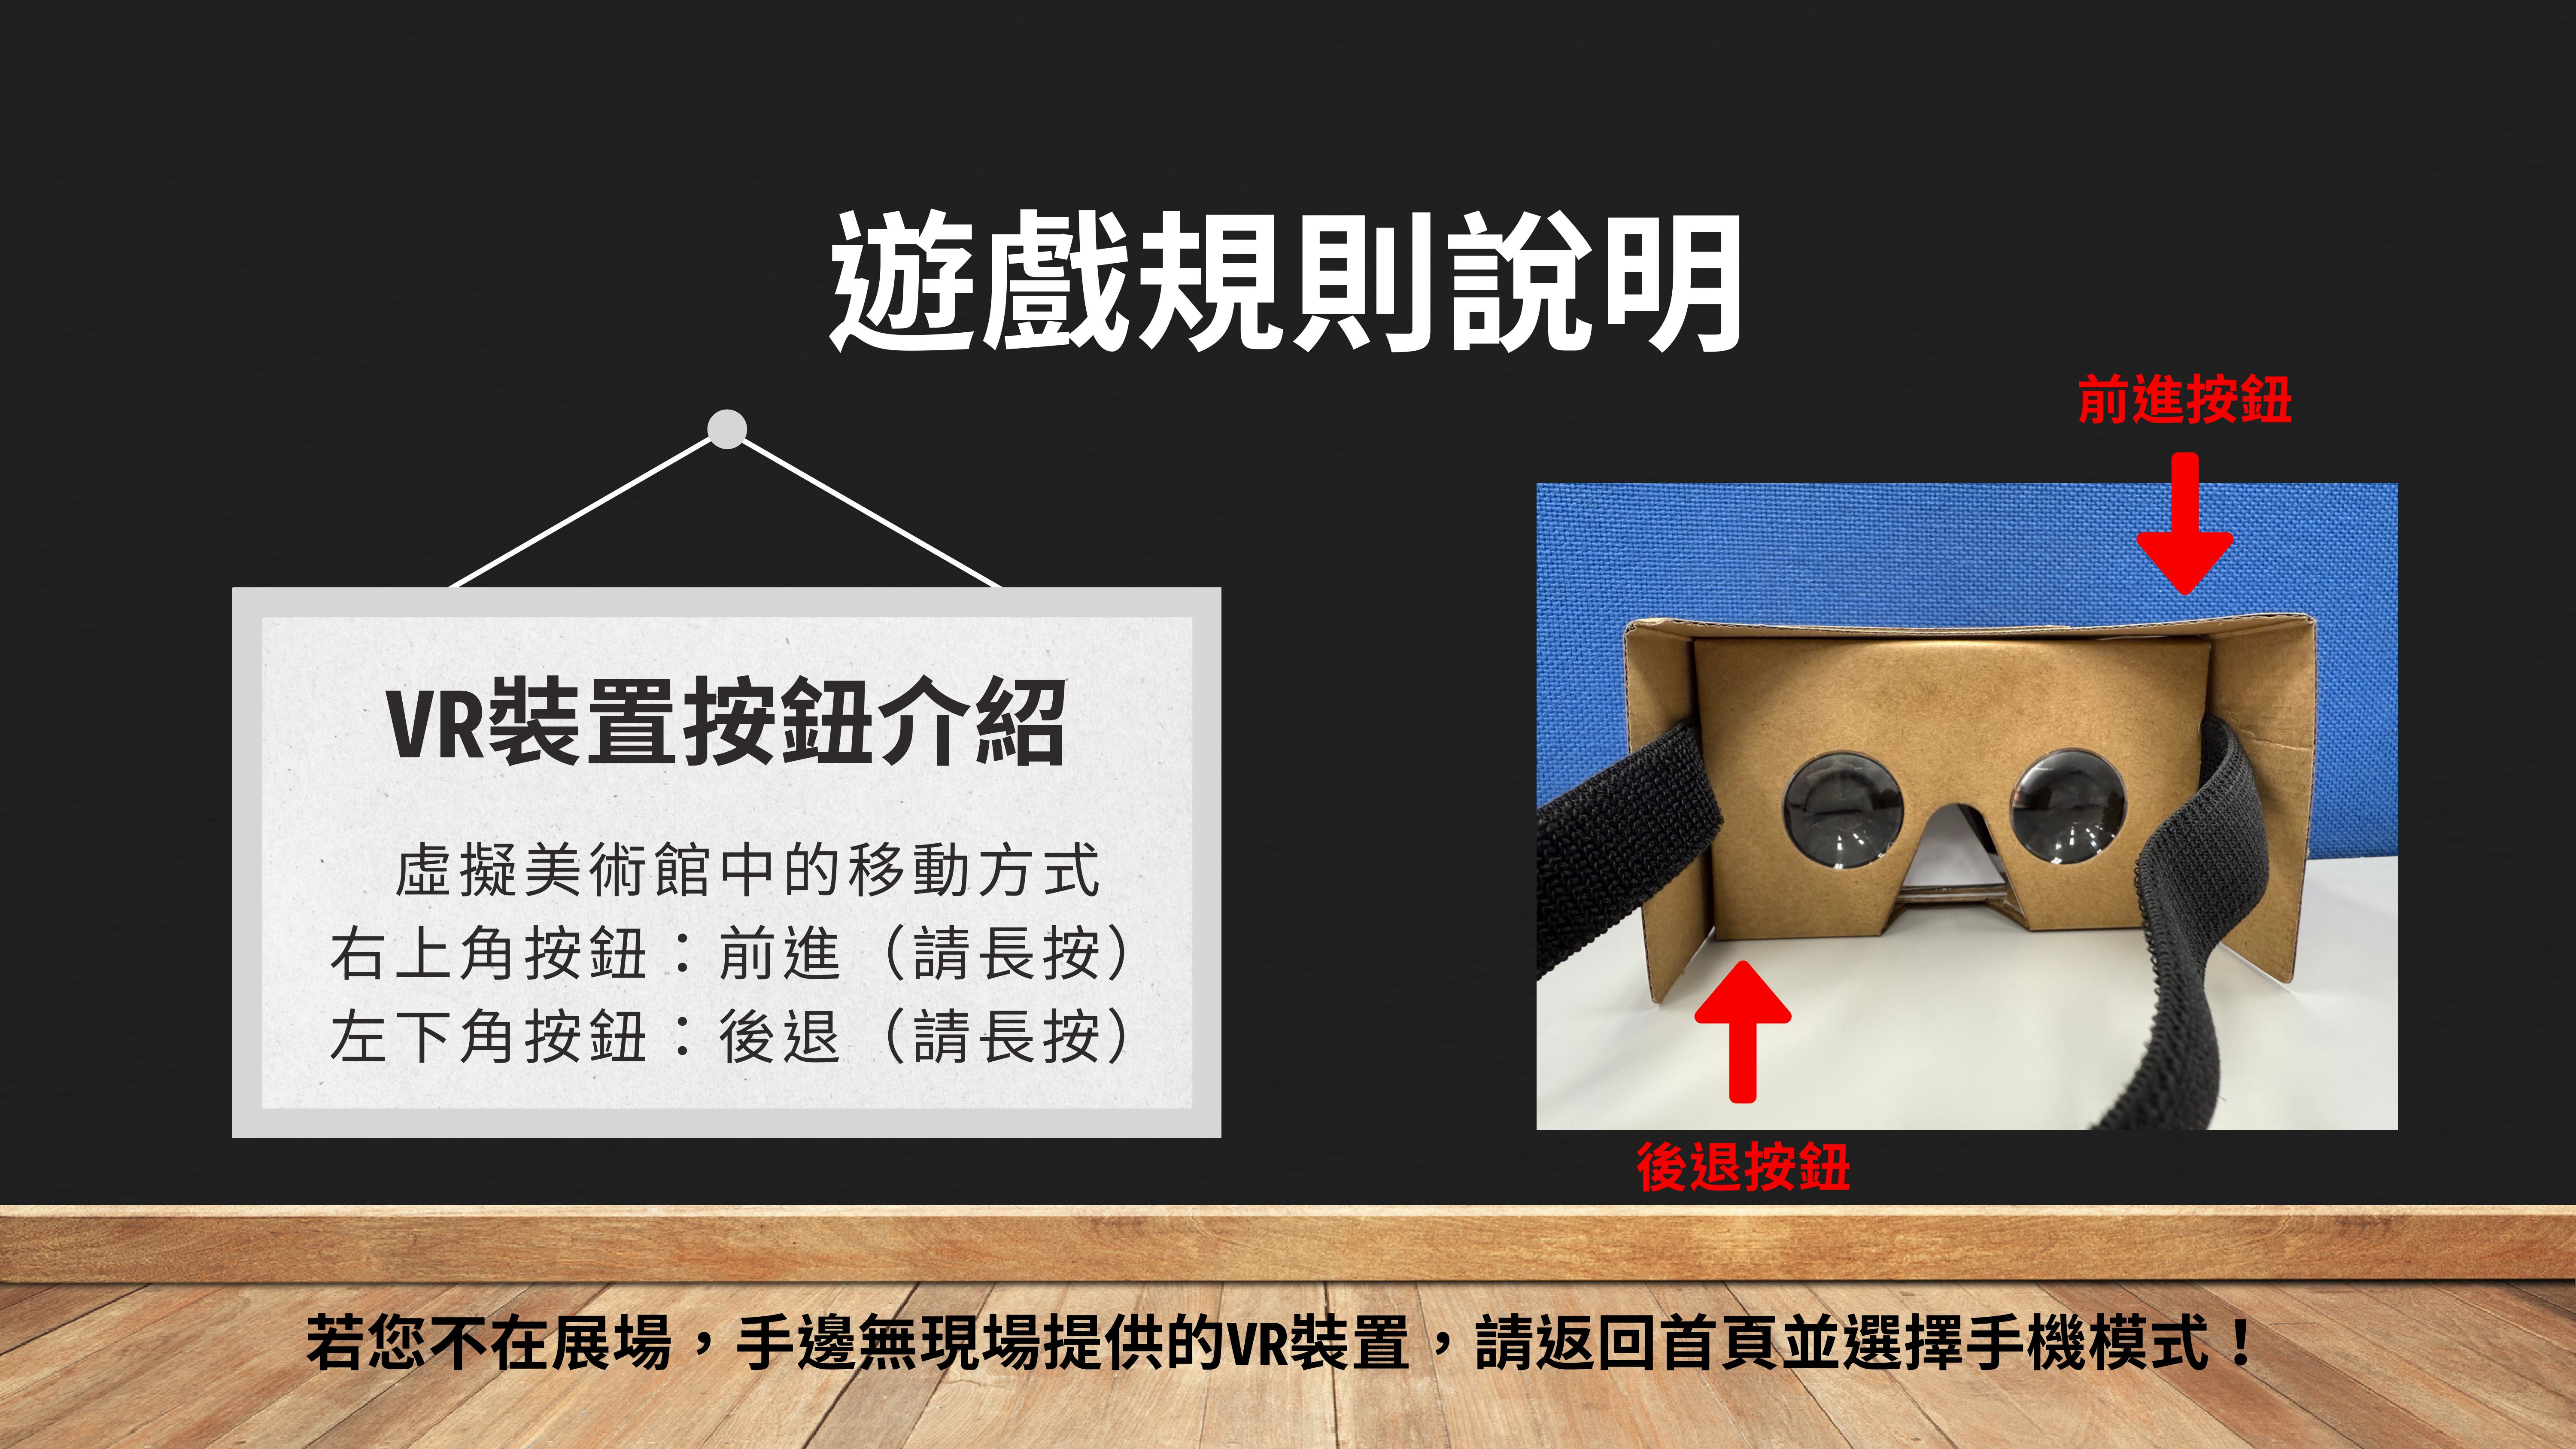 遊戲規則說明
前進按鈕
VR裝置按鈕介紹
虛擬美術館中的移動方式
右上角按鈕：前進（請長按）
左下角按鈕：後退（請長按）
後退按鈕
若您不在展場，手邊無現場提供的VR裝置，請返回首頁並選擇手機模式！